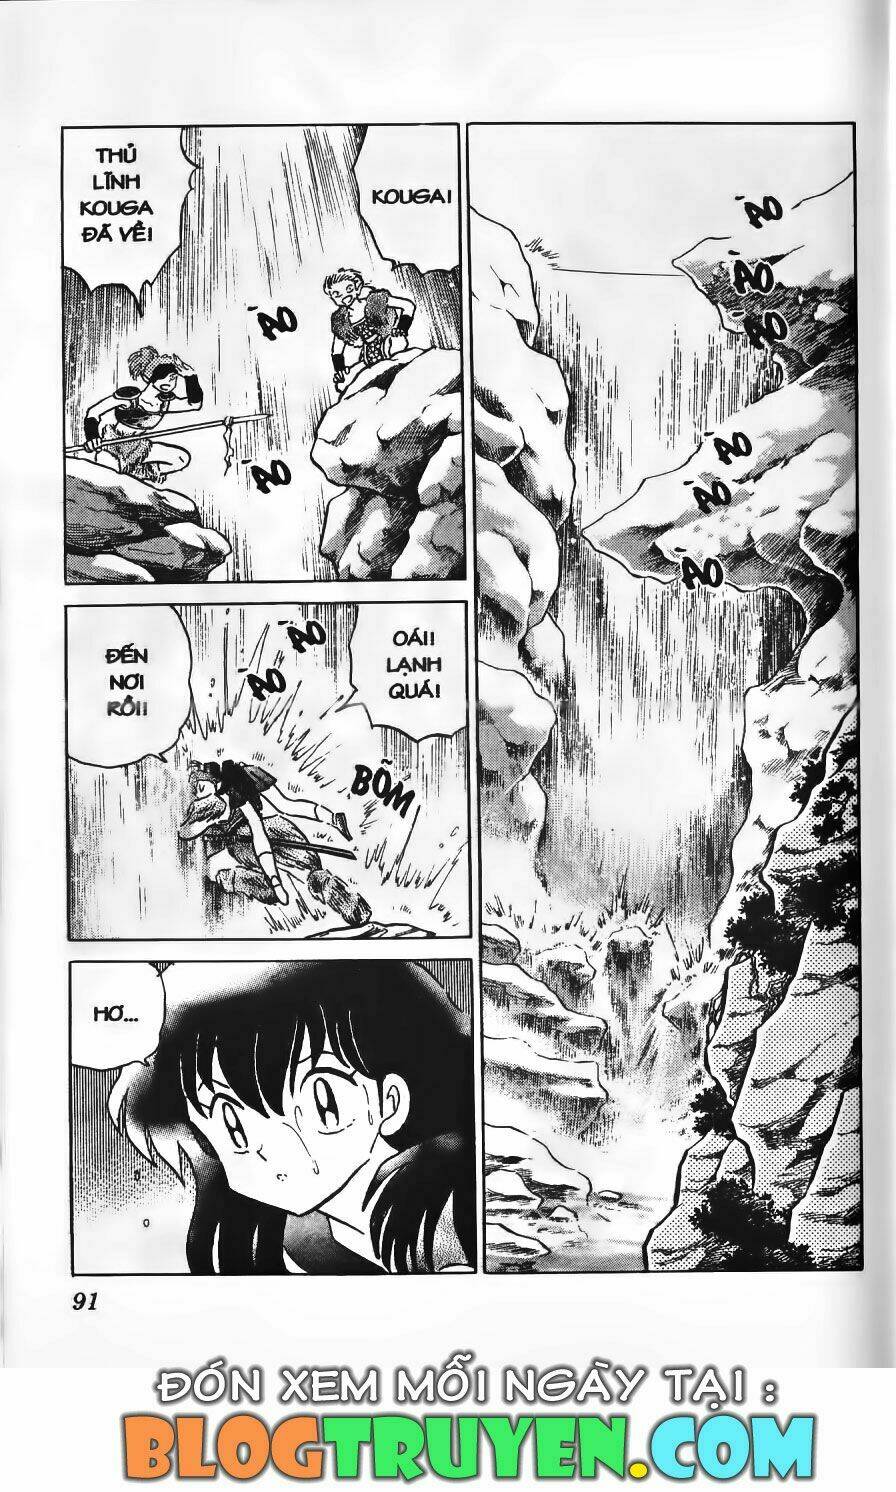 ÀO
ÀO
ÀO
ÀO
ÀO
ÀO
KOUGA!
THỦ
LĨNH
KOUGA
ĐÃ VỀ!
ÀO
ÀO
OÁI!
LẠNH
QUÁ!
ÀO
ÀO
ĐẾN
NƠI
RỒI!
BÕM
HƠ...
91
ĐÓN XEM MỖI NGÀY TẠI :
BLOGTRUYEN.COM